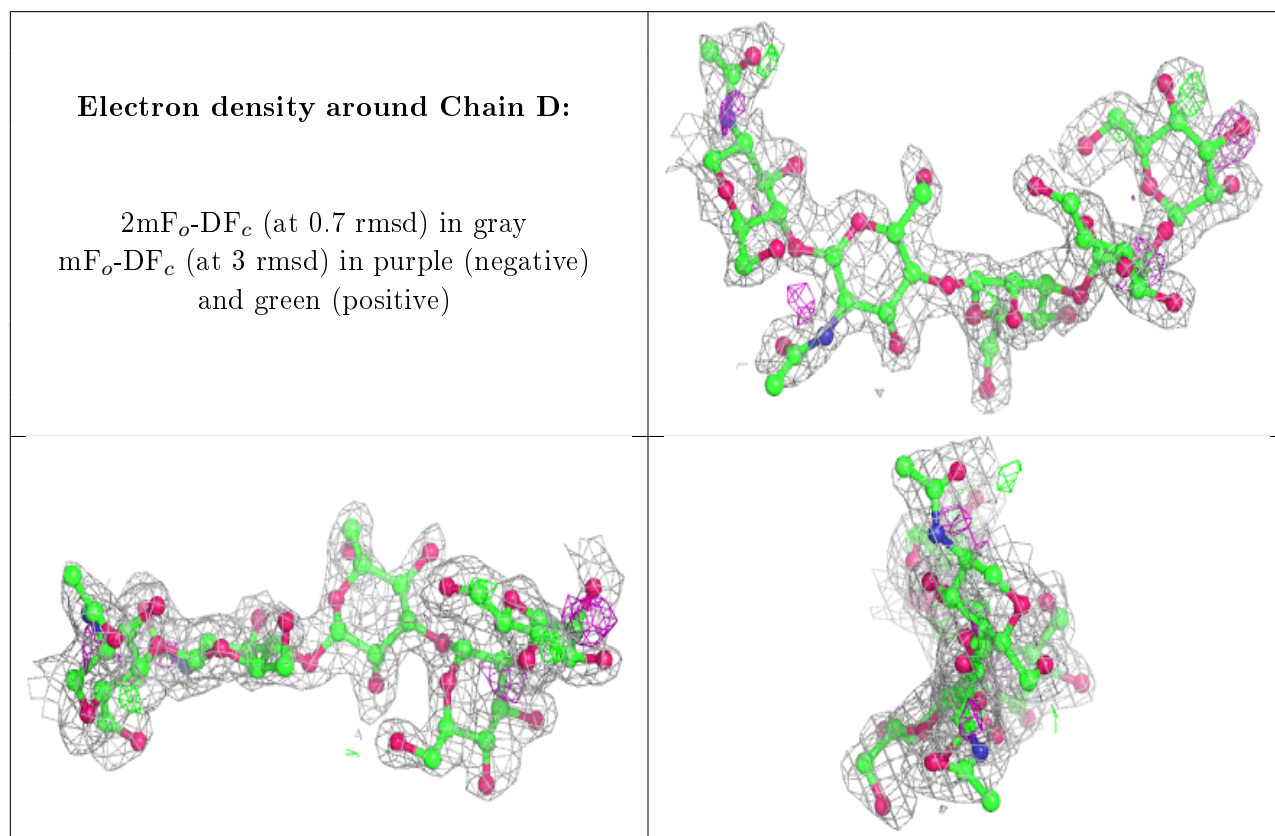 Electron density around Chain D:
2mFₒ-DF𝒸 (at 0.7 rmsd) in gray
mFₒ-DF𝒸 (at 3 rmsd) in purple (negative)
and green (positive)